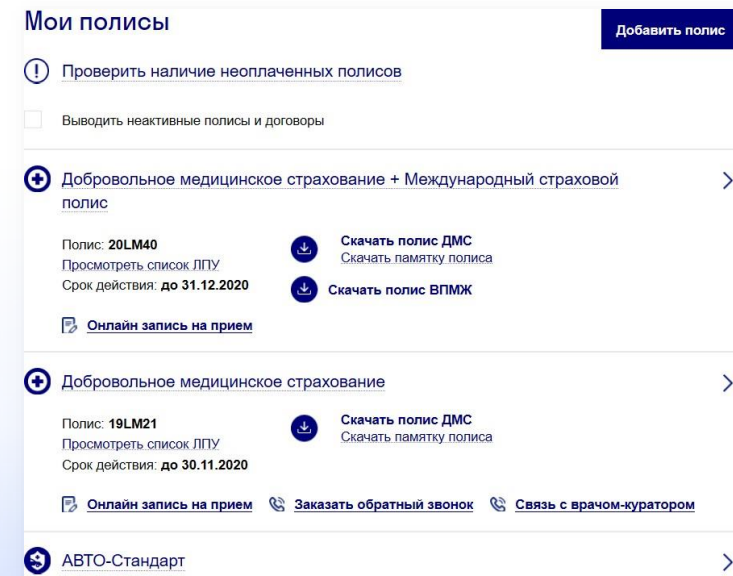 Мои полисы
Добавить полис
Проверить наличие неоплаченных полисов
Выводить неактивные полисы и договоры
Добровольное медицинское страхование + Международный страховой
полис
Полис: 20LM40
Просмотреть список ЛПУ
Срок действия: до 31.12.2020
Скачать полис ДМС
Скачать памятку полиса
Скачать полис ВПМЖ
Онлайн запись на прием
Добровольное медицинское страхование
Полис: 19LM21
Просмотреть список ЛПУ
Срок действия: до 30.11.2020
Скачать полис ДМС
Скачать памятку полиса
Онлайн запись на прием Заказать обратный звонок Связь с врачом-куратором
АВТО-Стандарт